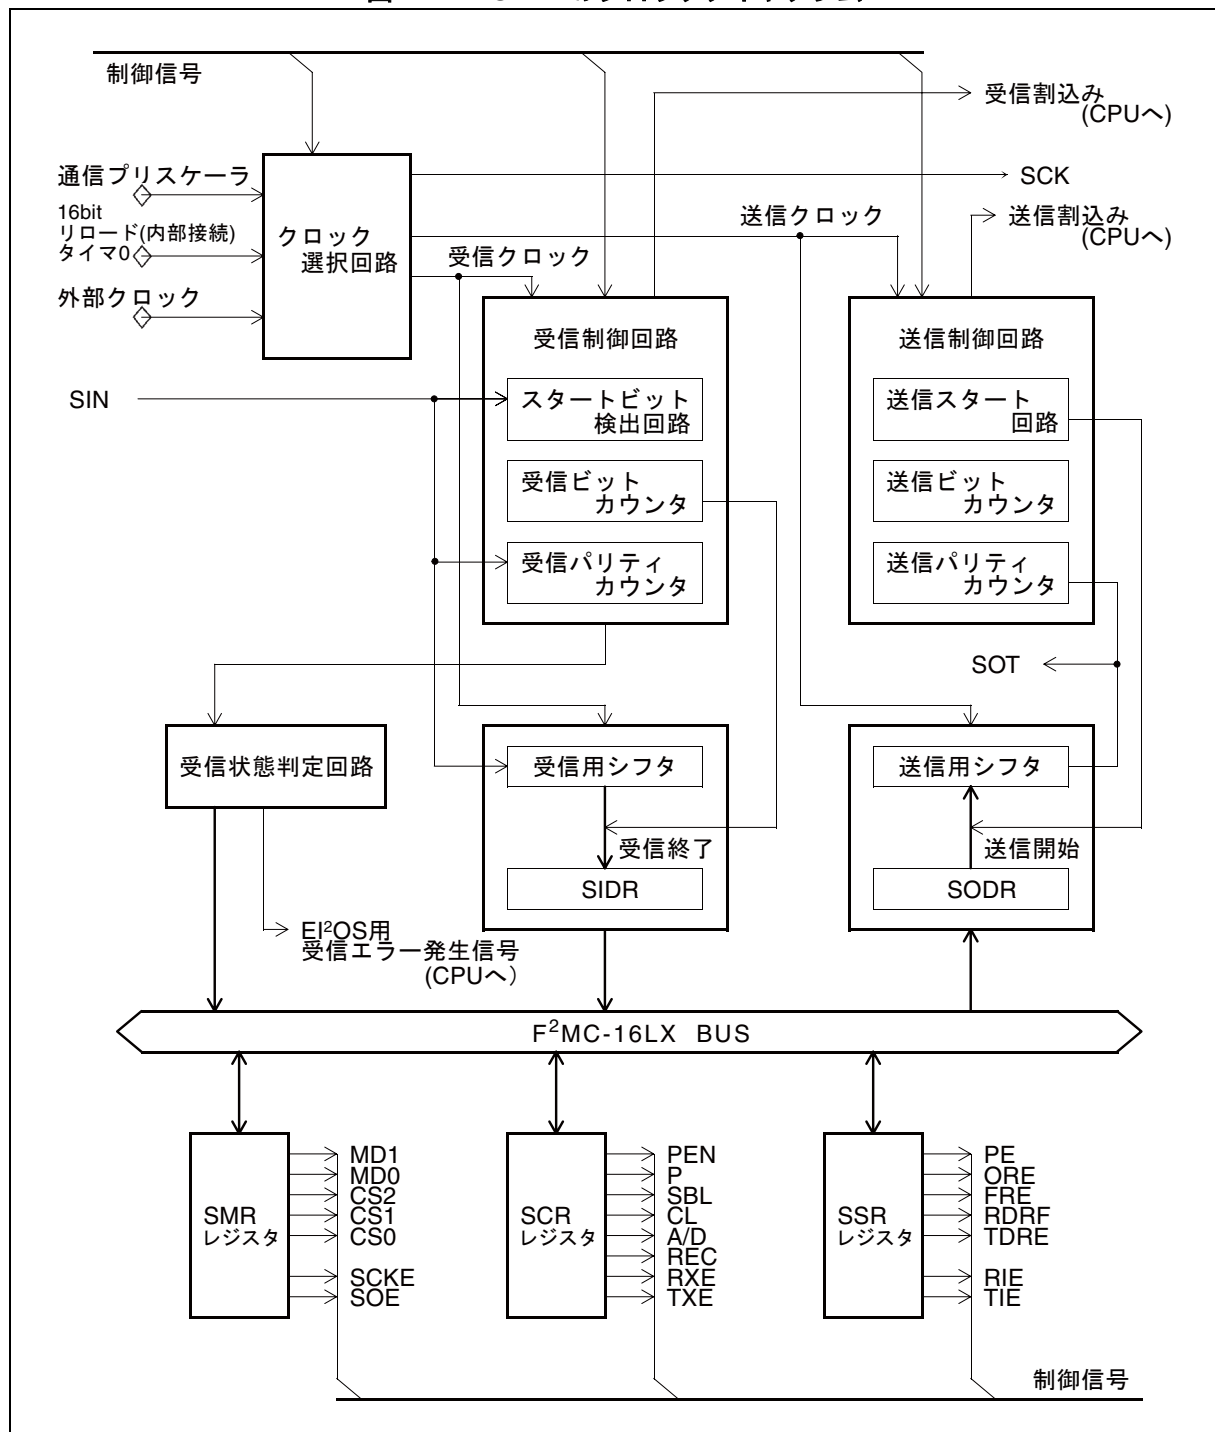 制御信号
受信割込み
(CPUへ)
通信プリスケーラ
SCK
16bit
リロード(内部接続)
タイマ0
送信クロック
送信割込み
(CPUへ)
クロック
選択回路
受信クロック
外部クロック
受信制御回路
送信制御回路
SIN
スタートビット
検出回路
送信スタート
回路
受信ビット
カウンタ
送信ビット
カウンタ
受信パリティ
カウンタ
送信パリティ
カウンタ
SOT
受信状態判定回路
受信用シフタ
送信用シフタ
受信終了
送信開始
SIDR
SODR
EI²OS用
受信エラー発生信号
(CPUへ)
F²MC-16LX BUS
SMR
レジスタ
MD1
MD0
CS2
CS1
CS0
SCKE
SOE
SCR
レジスタ
PEN
P
SBL
CL
A/D
REC
RXE
TXE
SSR
レジスタ
PE
ORE
FRE
RDRF
TDRE
RIE
TIE
制御信号